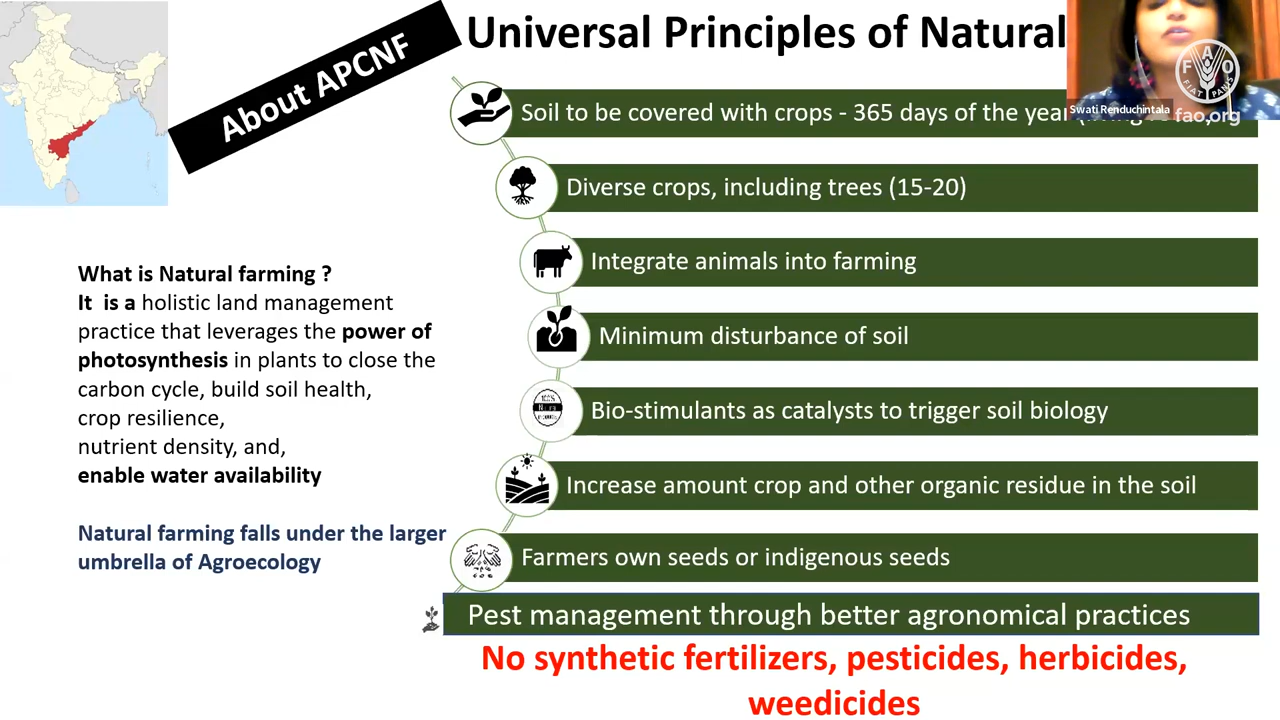 About APCNF
Universal Principles of Natural
Swati Renduchintala
F A O
FIAT PANIS
fao.org
Soil to be covered with crops - 365 days of the year
Diverse crops, including trees (15-20)
Integrate animals into farming
Minimum disturbance of soil
Bio-stimulants as catalysts to trigger soil biology
Increase amount crop and other organic residue in the soil
Farmers own seeds or indigenous seeds
Pest management through better agronomical practices
No synthetic fertilizers, pesticides, herbicides,
weedicides
What is Natural farming ?
It is a holistic land management
practice that leverages the power of
photosynthesis in plants to close the
carbon cycle, build soil health,
crop resilience,
nutrient density, and,
enable water availability
Natural farming falls under the larger
umbrella of Agroecology